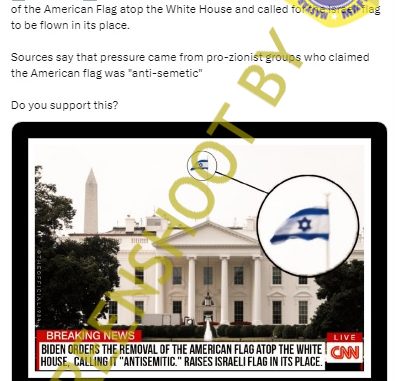 of the American Flag atop the White House and called for the Israeli flag
to be flown in its place.
Sources say that pressure came from pro-zionist groups who claimed
the American flag was "anti-semetic"
Do you support this?
SCREENSHOOT BY
BREAKING NEWS
LIVE
BIDEN ORDERS THE REMOVAL OF THE AMERICAN FLAG ATOP THE WHITE
HOUSE, CALLING IT "ANTISEMITIC." RAISES ISRAELI FLAG IN ITS PLACE.
CNN